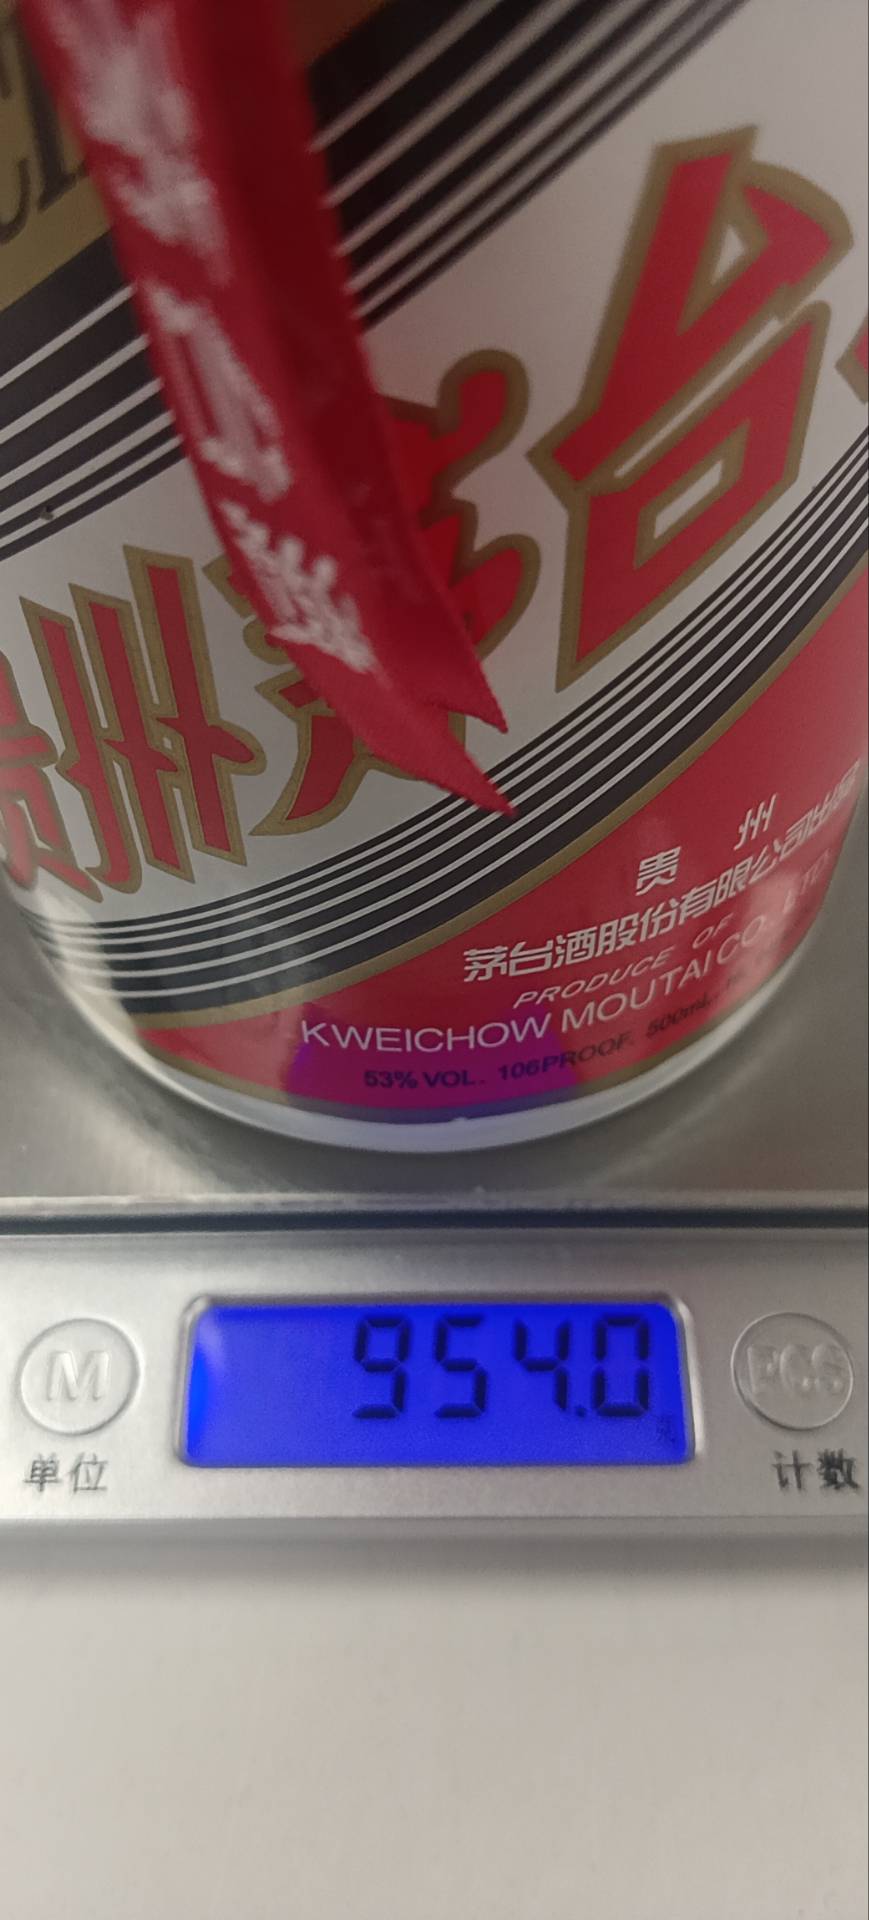 贵州茅台
贵州
茅台酒股份有限公司出品
PRODUCE OF
KWEICHOW MOUTAI CO. LTD
53% VOL. 106PROOF. 500mL
954.0
M
PCS
单位
计数